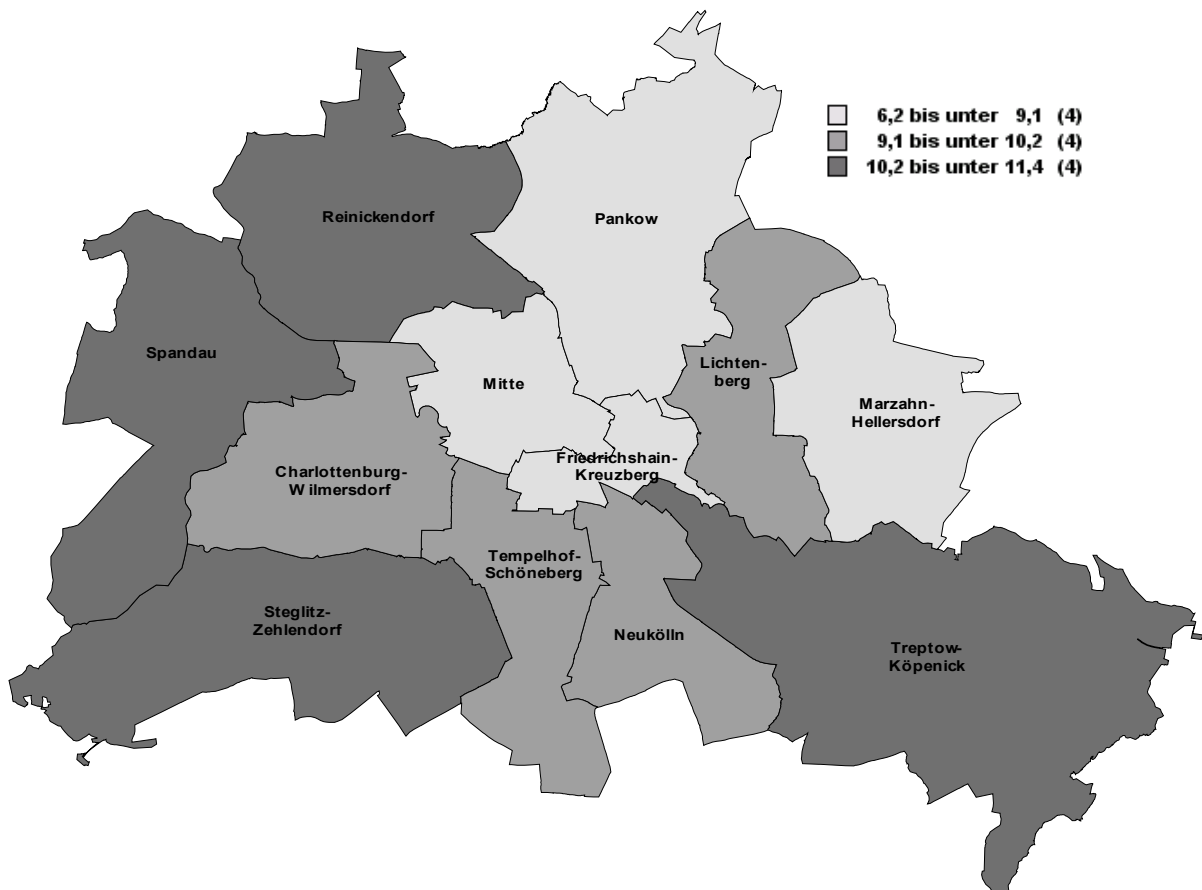 6,2 bis unter 9,1 (4)
9,1 bis unter 10,2 (4)
10,2 bis unter 11,4 (4)
Reinickendorf
Pankow
Spandau
Mitte
Lichten-
berg
Marzahn-
Hellersdorf
Charlottenburg-
Wilmersdorf
Friedrichshain-
Kreuzberg
Tempelhof-
Schöneberg
Steglitz-
Zehlendorf
Neukölln
Treptow-
Köpenick